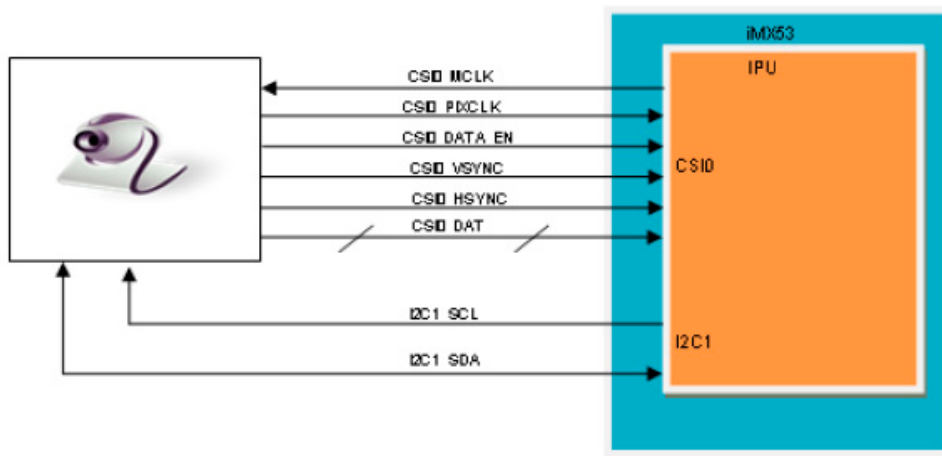 iMX53
IPU
CSI0 MCLK
CSI0 PIXCLK
CSI0 DATA EN
CSI0 VSYNC
CSI0
CSI0 HSYNC
CSI0 DAT
I2C1 SCL
I2C1
I2C1 SDA